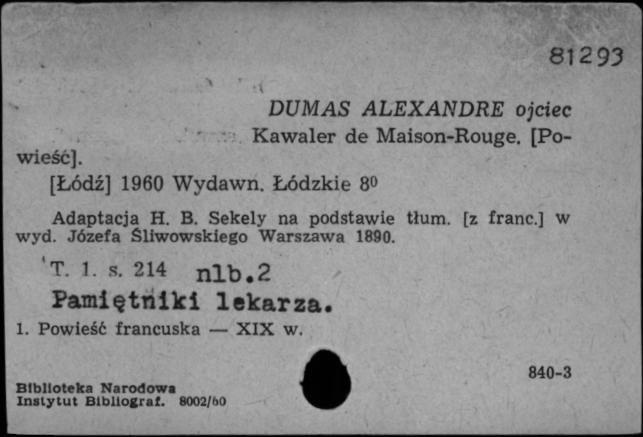 81293
DUMAS ALEXANDRE ojciec
Kawaler de Maison-Rouge. [Po-
wieść].
[Łódź] 1960 Wydawn. Łódzkie 8⁰
Adaptacja H. B. Sekely na podstawie tłum. [z franc.] w
wyd. Józefa Śliwowskiego Warszawa 1890.
T. 1. s. 214 nlb.2
Pamiętniki lekarza.
1. Powieść francuska — XIX w.
840-3
Biblioteka Narodowa
Instytut Bibliograf. 8002/60